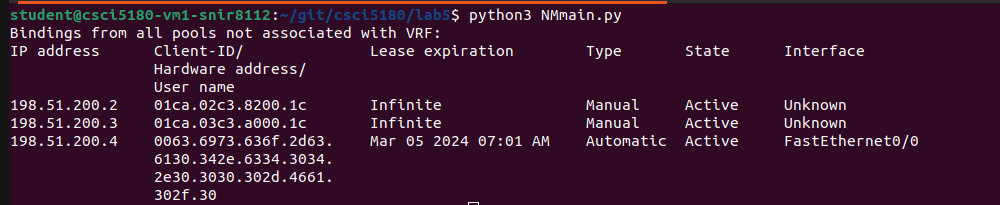 student@csci5180-vm1-snir8112:~/git/csci5180/lab5$ python3 NMmain.py
Bindings from all pools not associated with VRF:
IP address      Client-ID/              Lease expiration        Type       State      Interface
                Hardware address/
                User name
198.51.200.2    01ca.02c3.8200.1c       Infinite                Manual     Active     Unknown
198.51.200.3    01ca.03c3.a000.1c       Infinite                Manual     Active     Unknown
198.51.200.4    0063.6973.636f.2d63.    Mar 05 2024 07:01 AM    Automatic  Active     FastEthernet0/0
                6130.342e.6334.3034.
                2e30.3030.302d.4661.
                302f.30